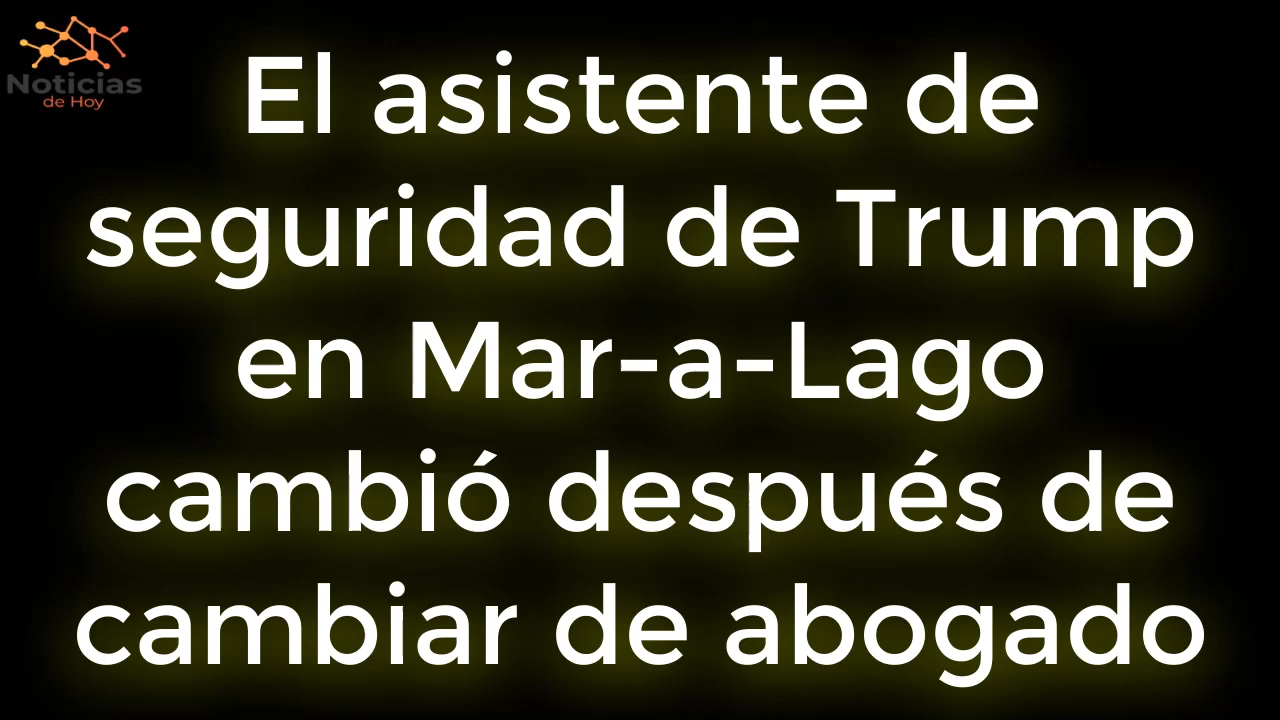 Noticias
de Hoy
El asistente de
seguridad de Trump
en Mar-a-Lago
cambió después de
cambiar de abogado